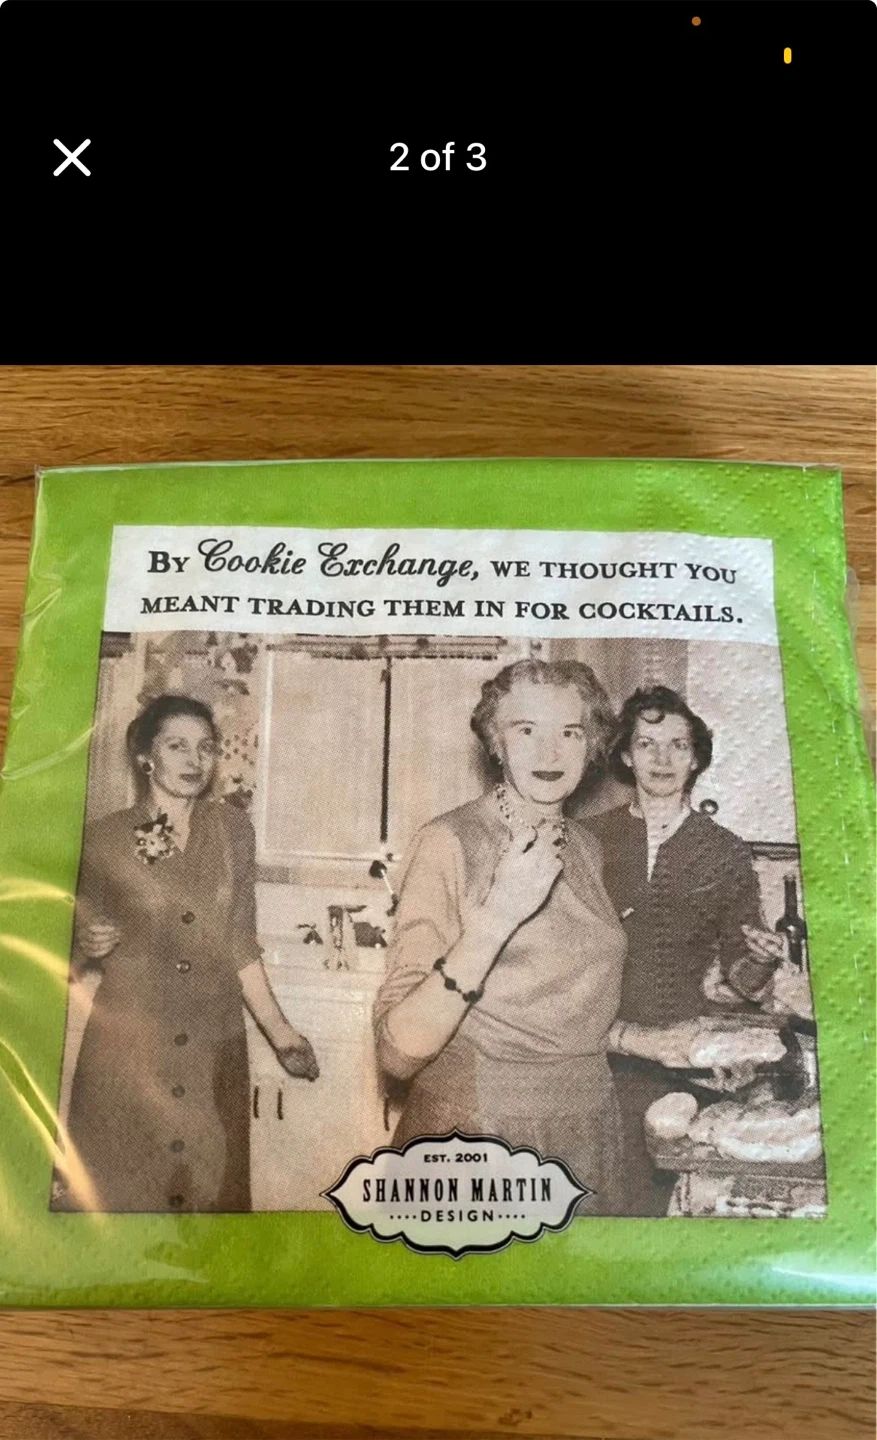 2 of 3
By Cookie Exchange, we thought you
meant trading them in for cocktails.
EST. 2001
SHANNON MARTIN
····DESIGN····